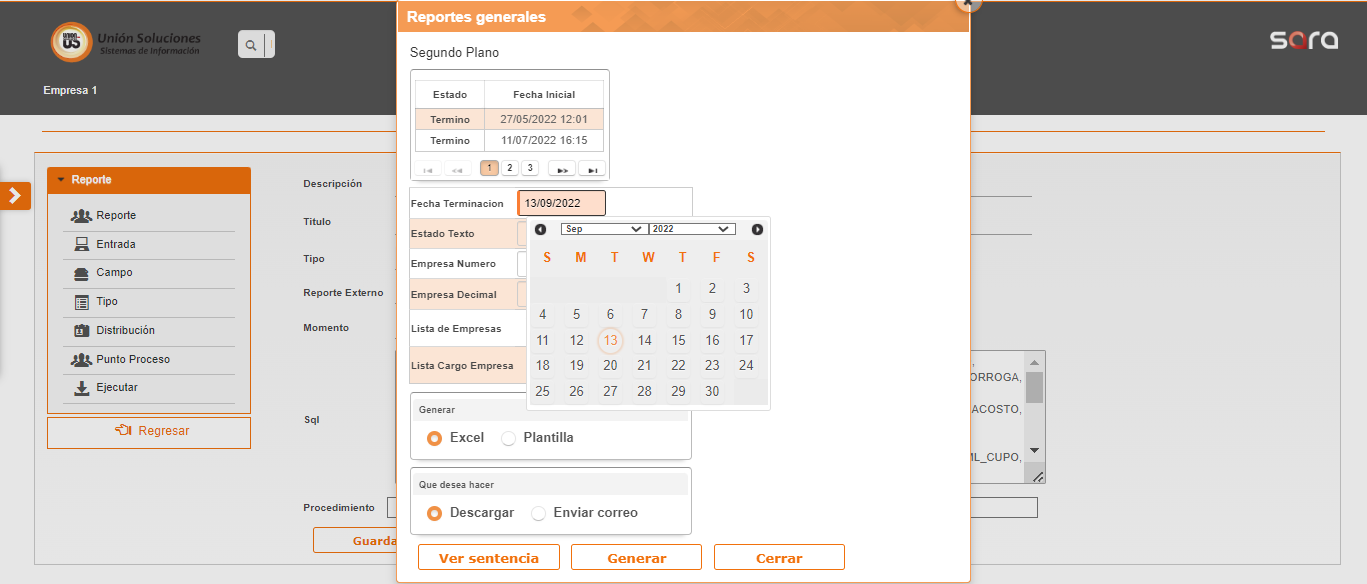 Reportes generales
UNION
US
Unión Soluciones
Sistemas de Información
sara
Empresa 1
Segundo Plano
Estado Fecha Inicial
Termino 27/05/2022 12:01
Termino 11/07/2022 16:15
1 2 3
Reporte
Reporte
Entrada
Campo
Tipo
Distribución
Punto Proceso
Ejecutar
Regresar
Descripción
Titulo
Tipo
Reporte Externo
Momento
Sql
Procedimiento
Guarda
Fecha Terminacion 13/09/2022
Estado Texto
Empresa Numero
Empresa Decimal
Lista de Empresas
Lista Cargo Empresa
Sep 2022
S M T W T F S
1 2 3
4 5 6 7 8 9 10
11 12 13 14 15 16 17
18 19 20 21 22 23 24
25 26 27 28 29 30
ORROGA,
ACOSTO,
ML_CUPO,
Generar
Excel Plantilla
Que desea hacer
Descargar Enviar correo
Ver sentencia Generar Cerrar